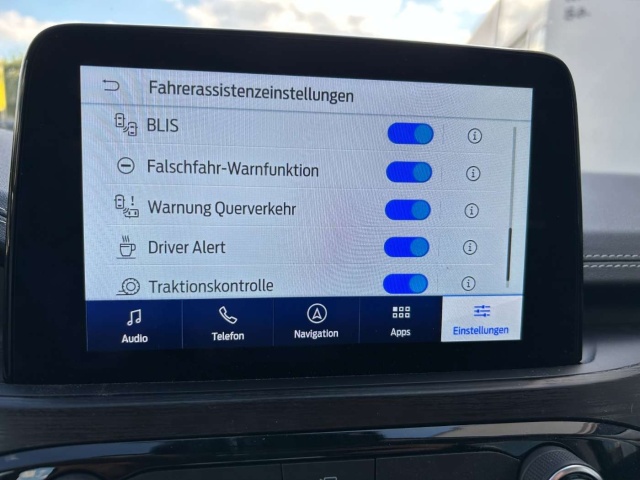 Fahrerassistenzeinstellungen
BLIS
Falschfahr-Warnfunktion
Warnung Querverkehr
Driver Alert
Traktionskontrolle
Audio
Telefon
Navigation
Apps
Einstellungen